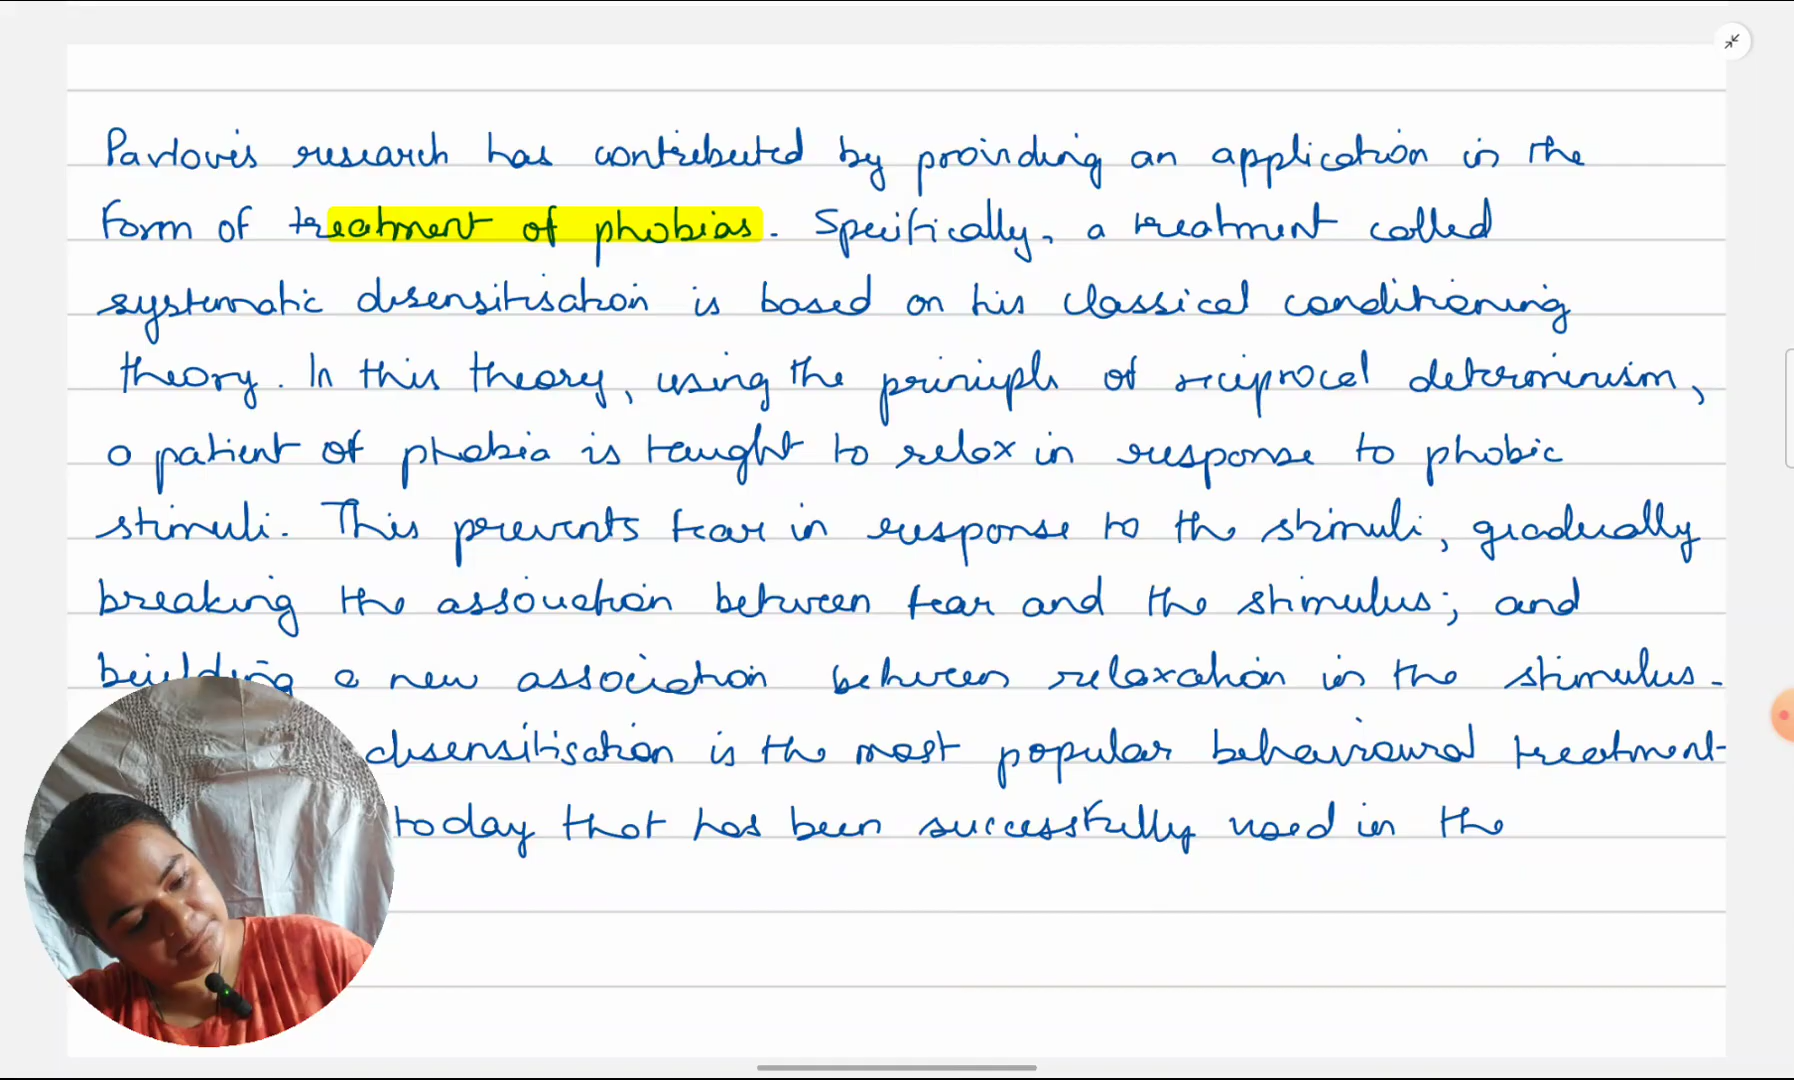 Pavlov's research has contributed by providing an application in the
form of treatment of phobias. Specifically, a treatment called
systematic desensitisation is based on his classical conditioning
theory. In this theory, using the principle of reciprocal determinism,
a patient of phobia is taught to relax in response to phobic
stimuli. This prevents fear in response to the stimuli, gradually
breaking the association between fear and the stimulus; and
building a new association between relaxation in the stimulus.
desensitisation is the most popular behavioural treatment
today that has been successfully used in the